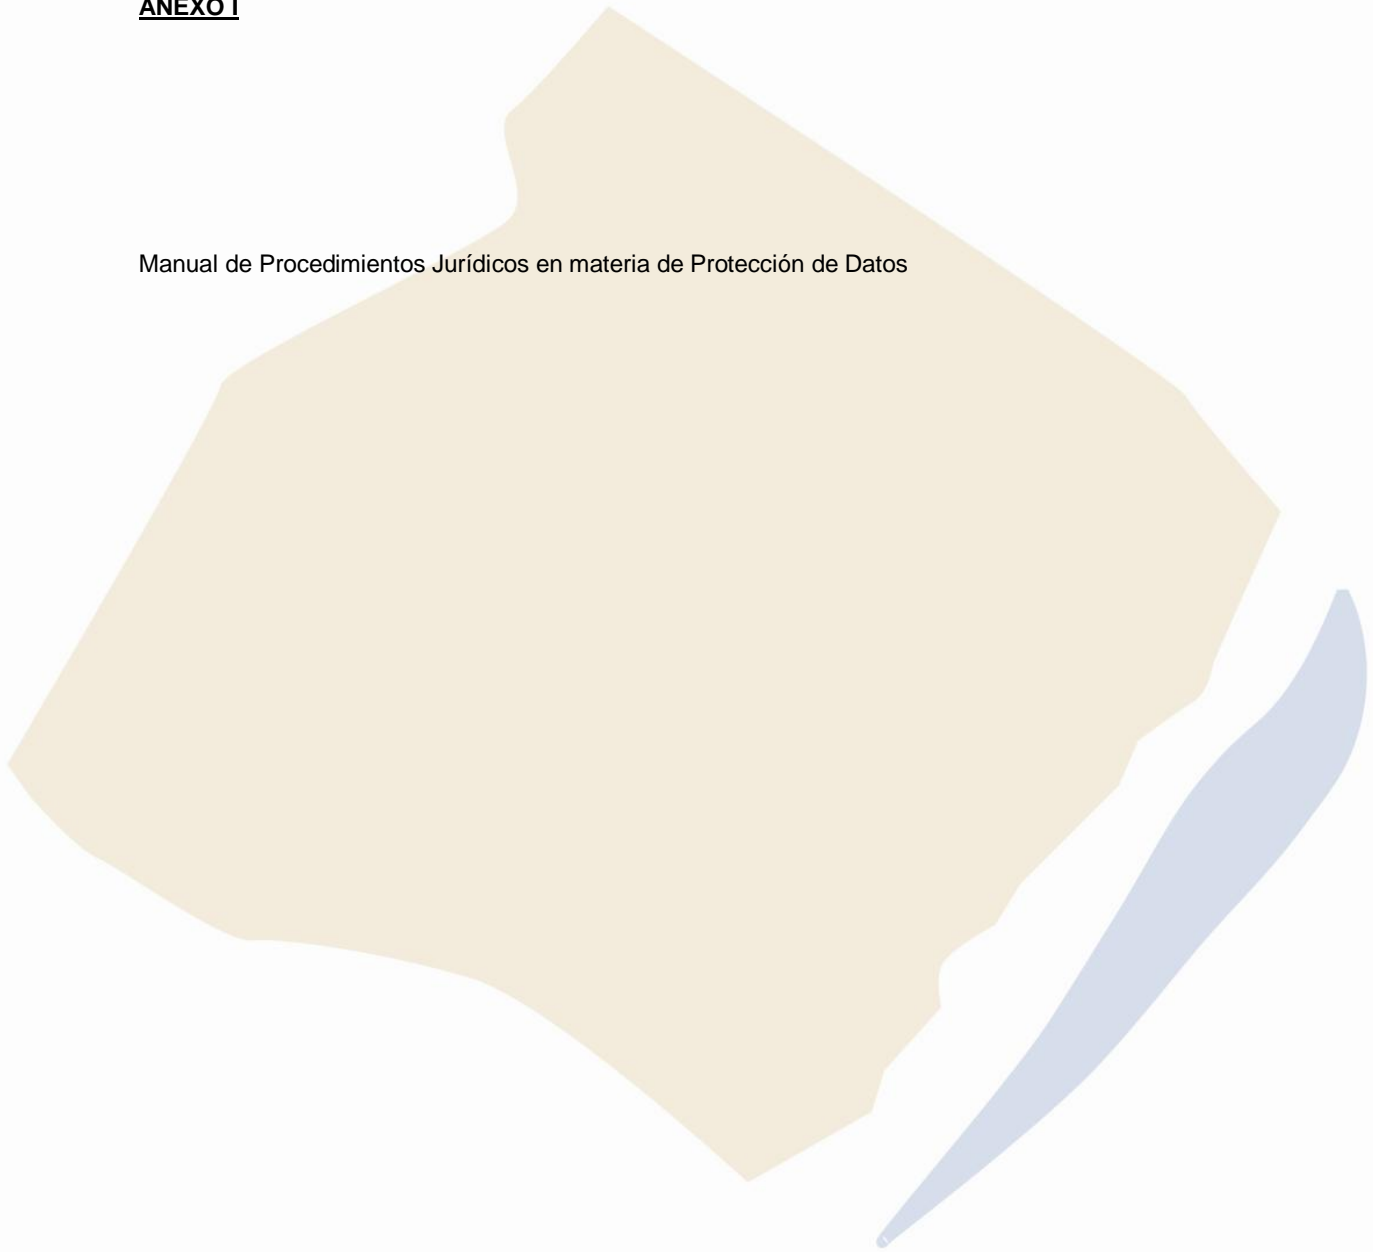 ANEXO I
Manual de Procedimientos Jurídicos en materia de Protección de Datos